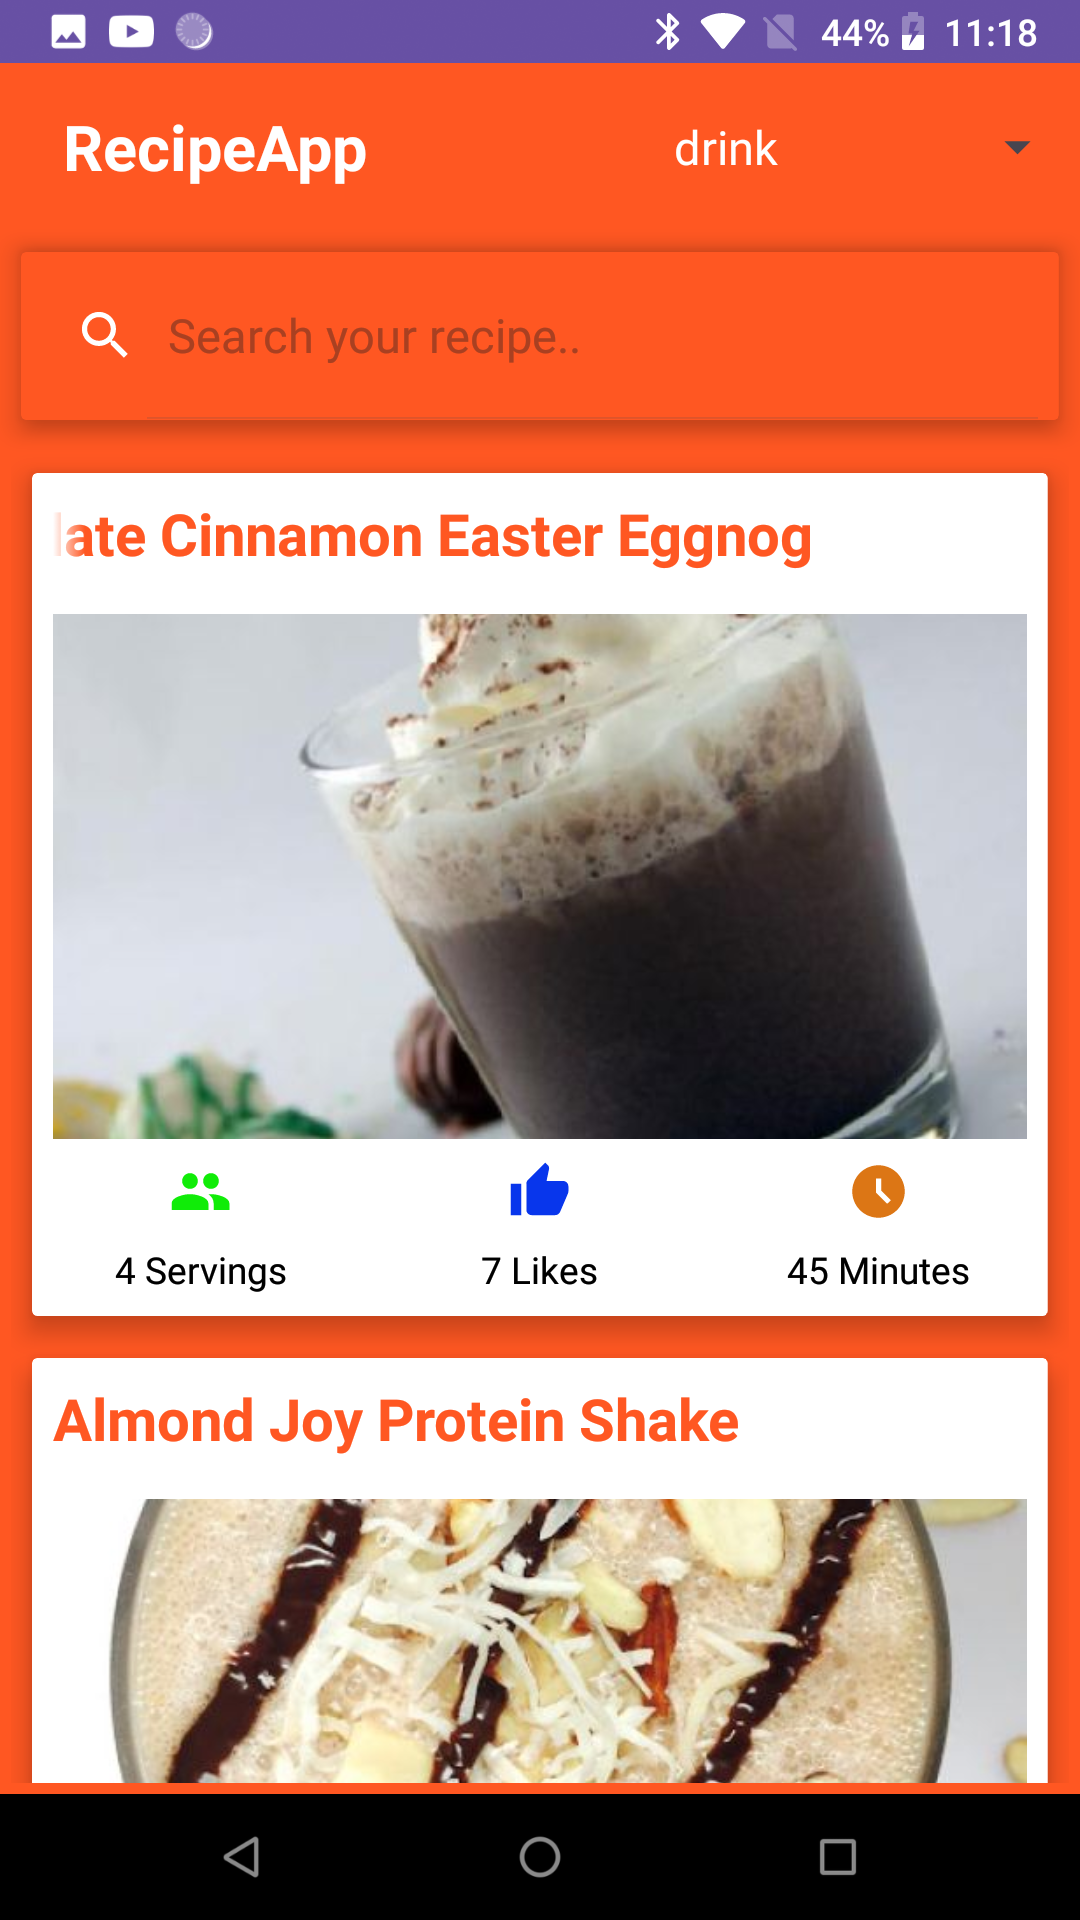 44% 11:18
RecipeApp drink
Search your recipe..
late Cinnamon Easter Eggnog
4 Servings 7 Likes 45 Minutes
Almond Joy Protein Shake